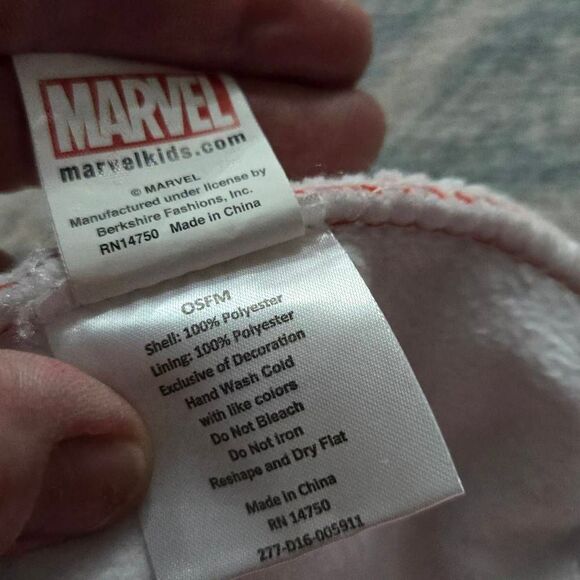 MARVEL
marvelkids.com
© MARVEL
Manufactured under license by
Berkshire Fashions, Inc.
RN14750 Made in China
OSFM
Shell: 100% Polyester
Lining: 100% Polyester
Exclusive of Decoration
Hand Wash Cold
with like colors
Do Not Bleach
Do Not Iron
Reshape and Dry Flat
Made in China
RN 14750
277-D16-005911